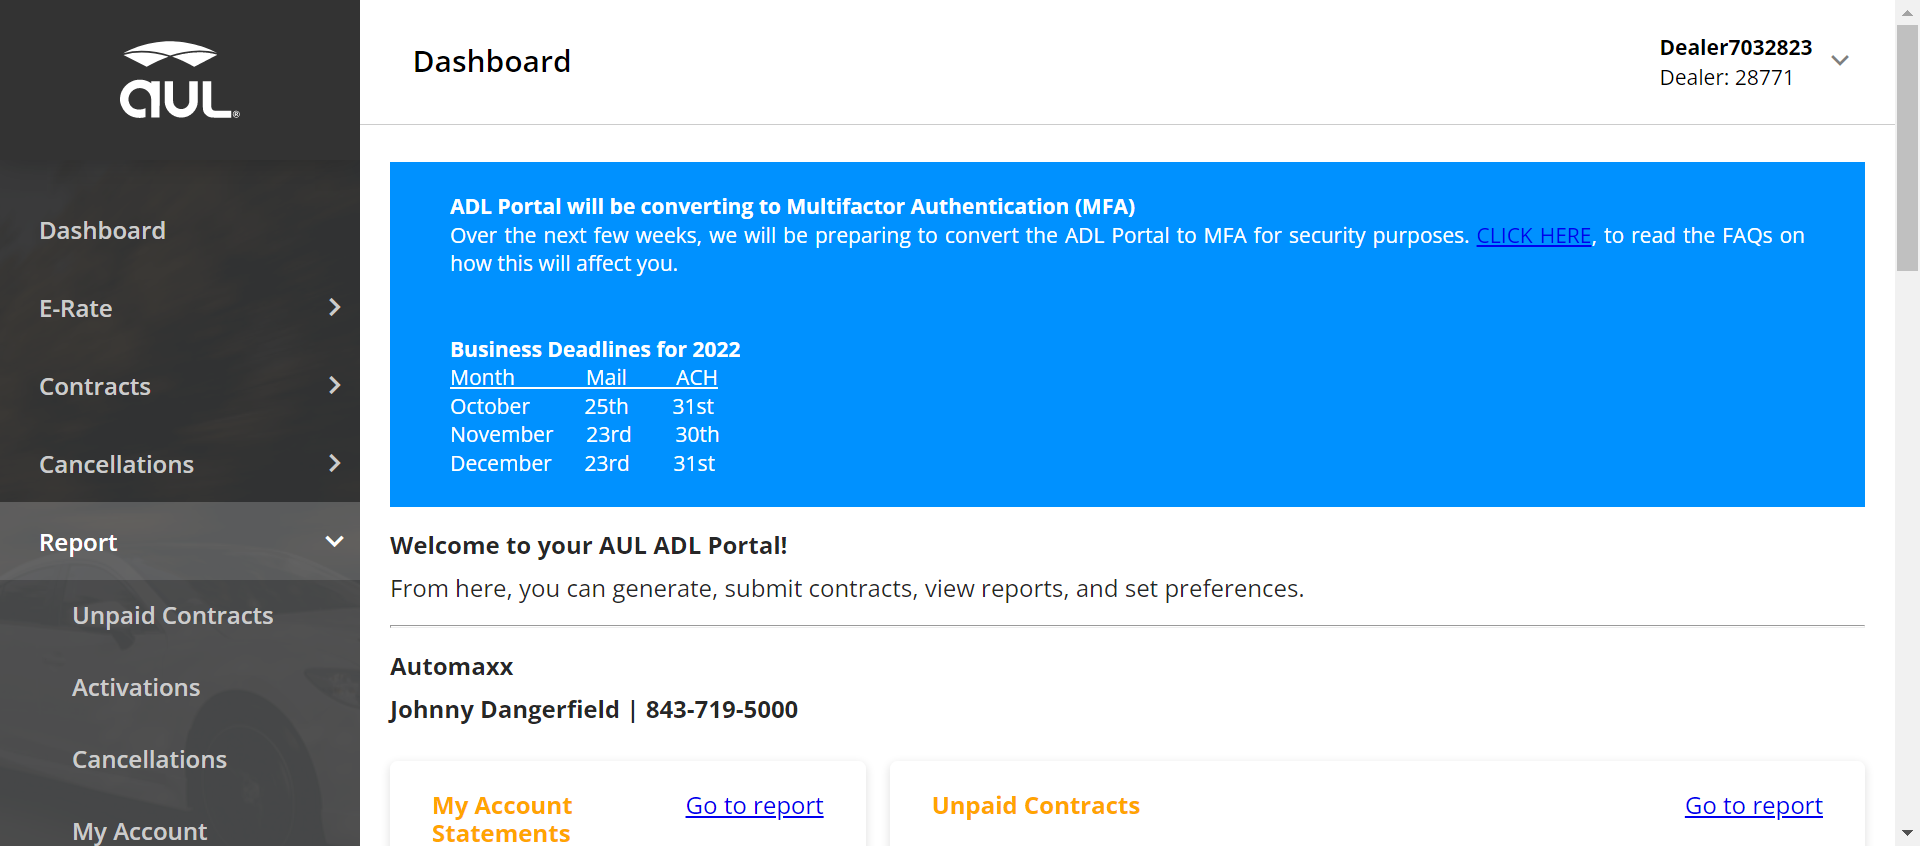 aUL®
Dashboard
E-Rate
Contracts
Cancellations
Report
Unpaid Contracts
Activations
Cancellations
My Account
Dashboard
Dealer7032823
Dealer: 28771
ADL Portal will be converting to Multifactor Authentication (MFA)
Over the next few weeks, we will be preparing to convert the ADL Portal to MFA for security purposes. CLICK HERE, to read the FAQs on
how this will affect you.
Business Deadlines for 2022
Month Mail ACH
October 25th 31st
November 23rd 30th
December 23rd 31st
Welcome to your AUL ADL Portal!
From here, you can generate, submit contracts, view reports, and set preferences.
Automaxx
Johnny Dangerfield | 843-719-5000
My Account
Statements
Go to report
Unpaid Contracts
Go to report